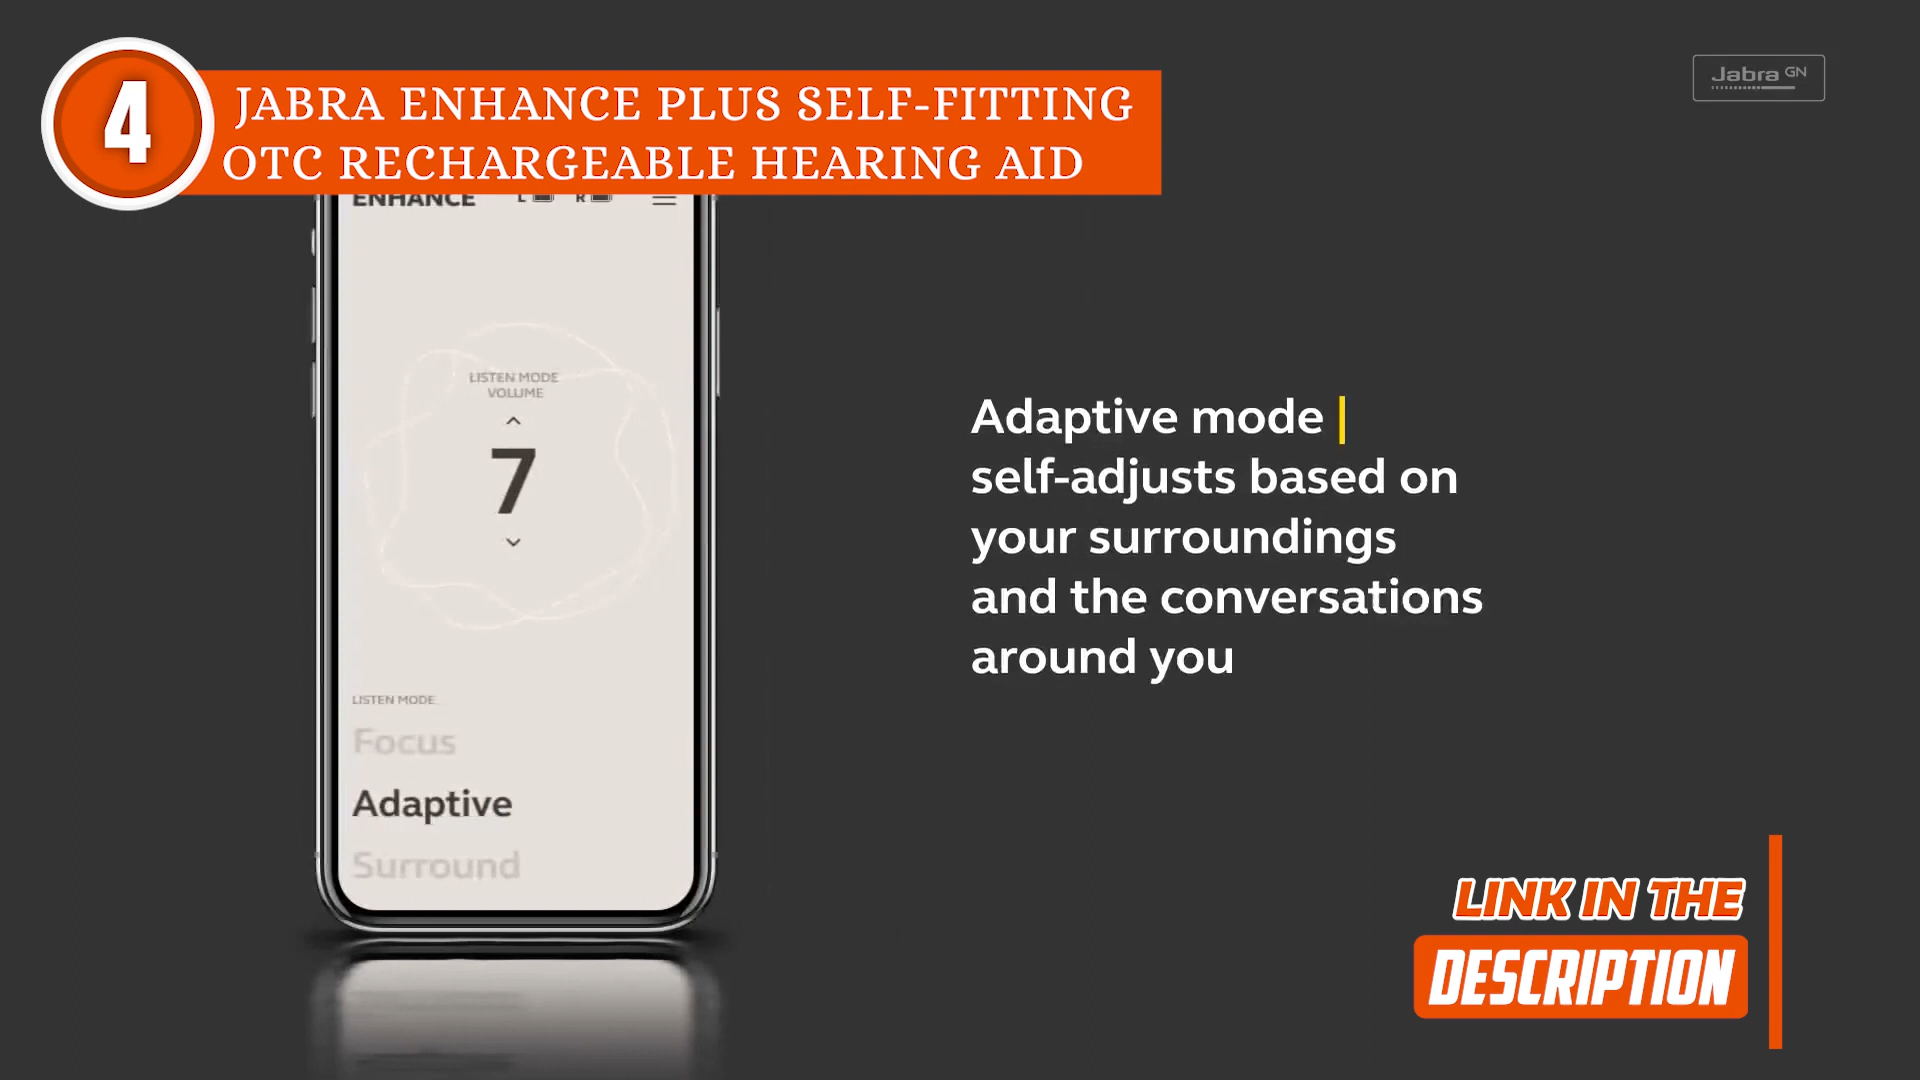 4
JABRA ENHANCE PLUS SELF-FITTING
OTC RECHARGEABLE HEARING AID
Jabra GN
ENHANCE L R
LISTEN MODE
VOLUME
7
LISTEN MODE
Focus
Adaptive
Surround
Adaptive mode |
self-adjusts based on
your surroundings
and the conversations
around you
LINK IN THE
DESCRIPTION